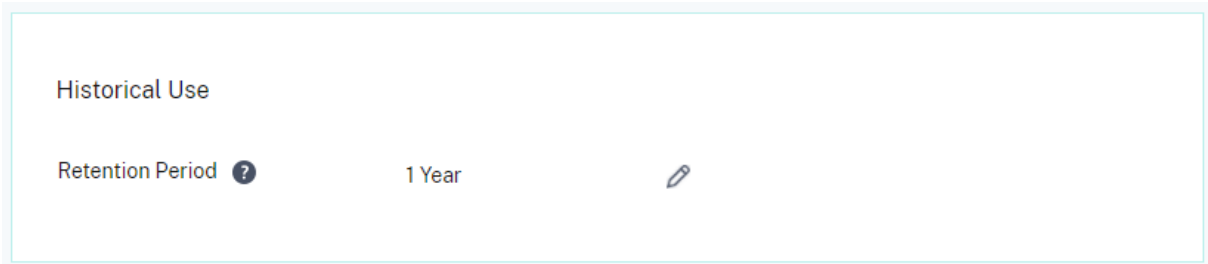 Historical Use
Retention Period ? 1 Year